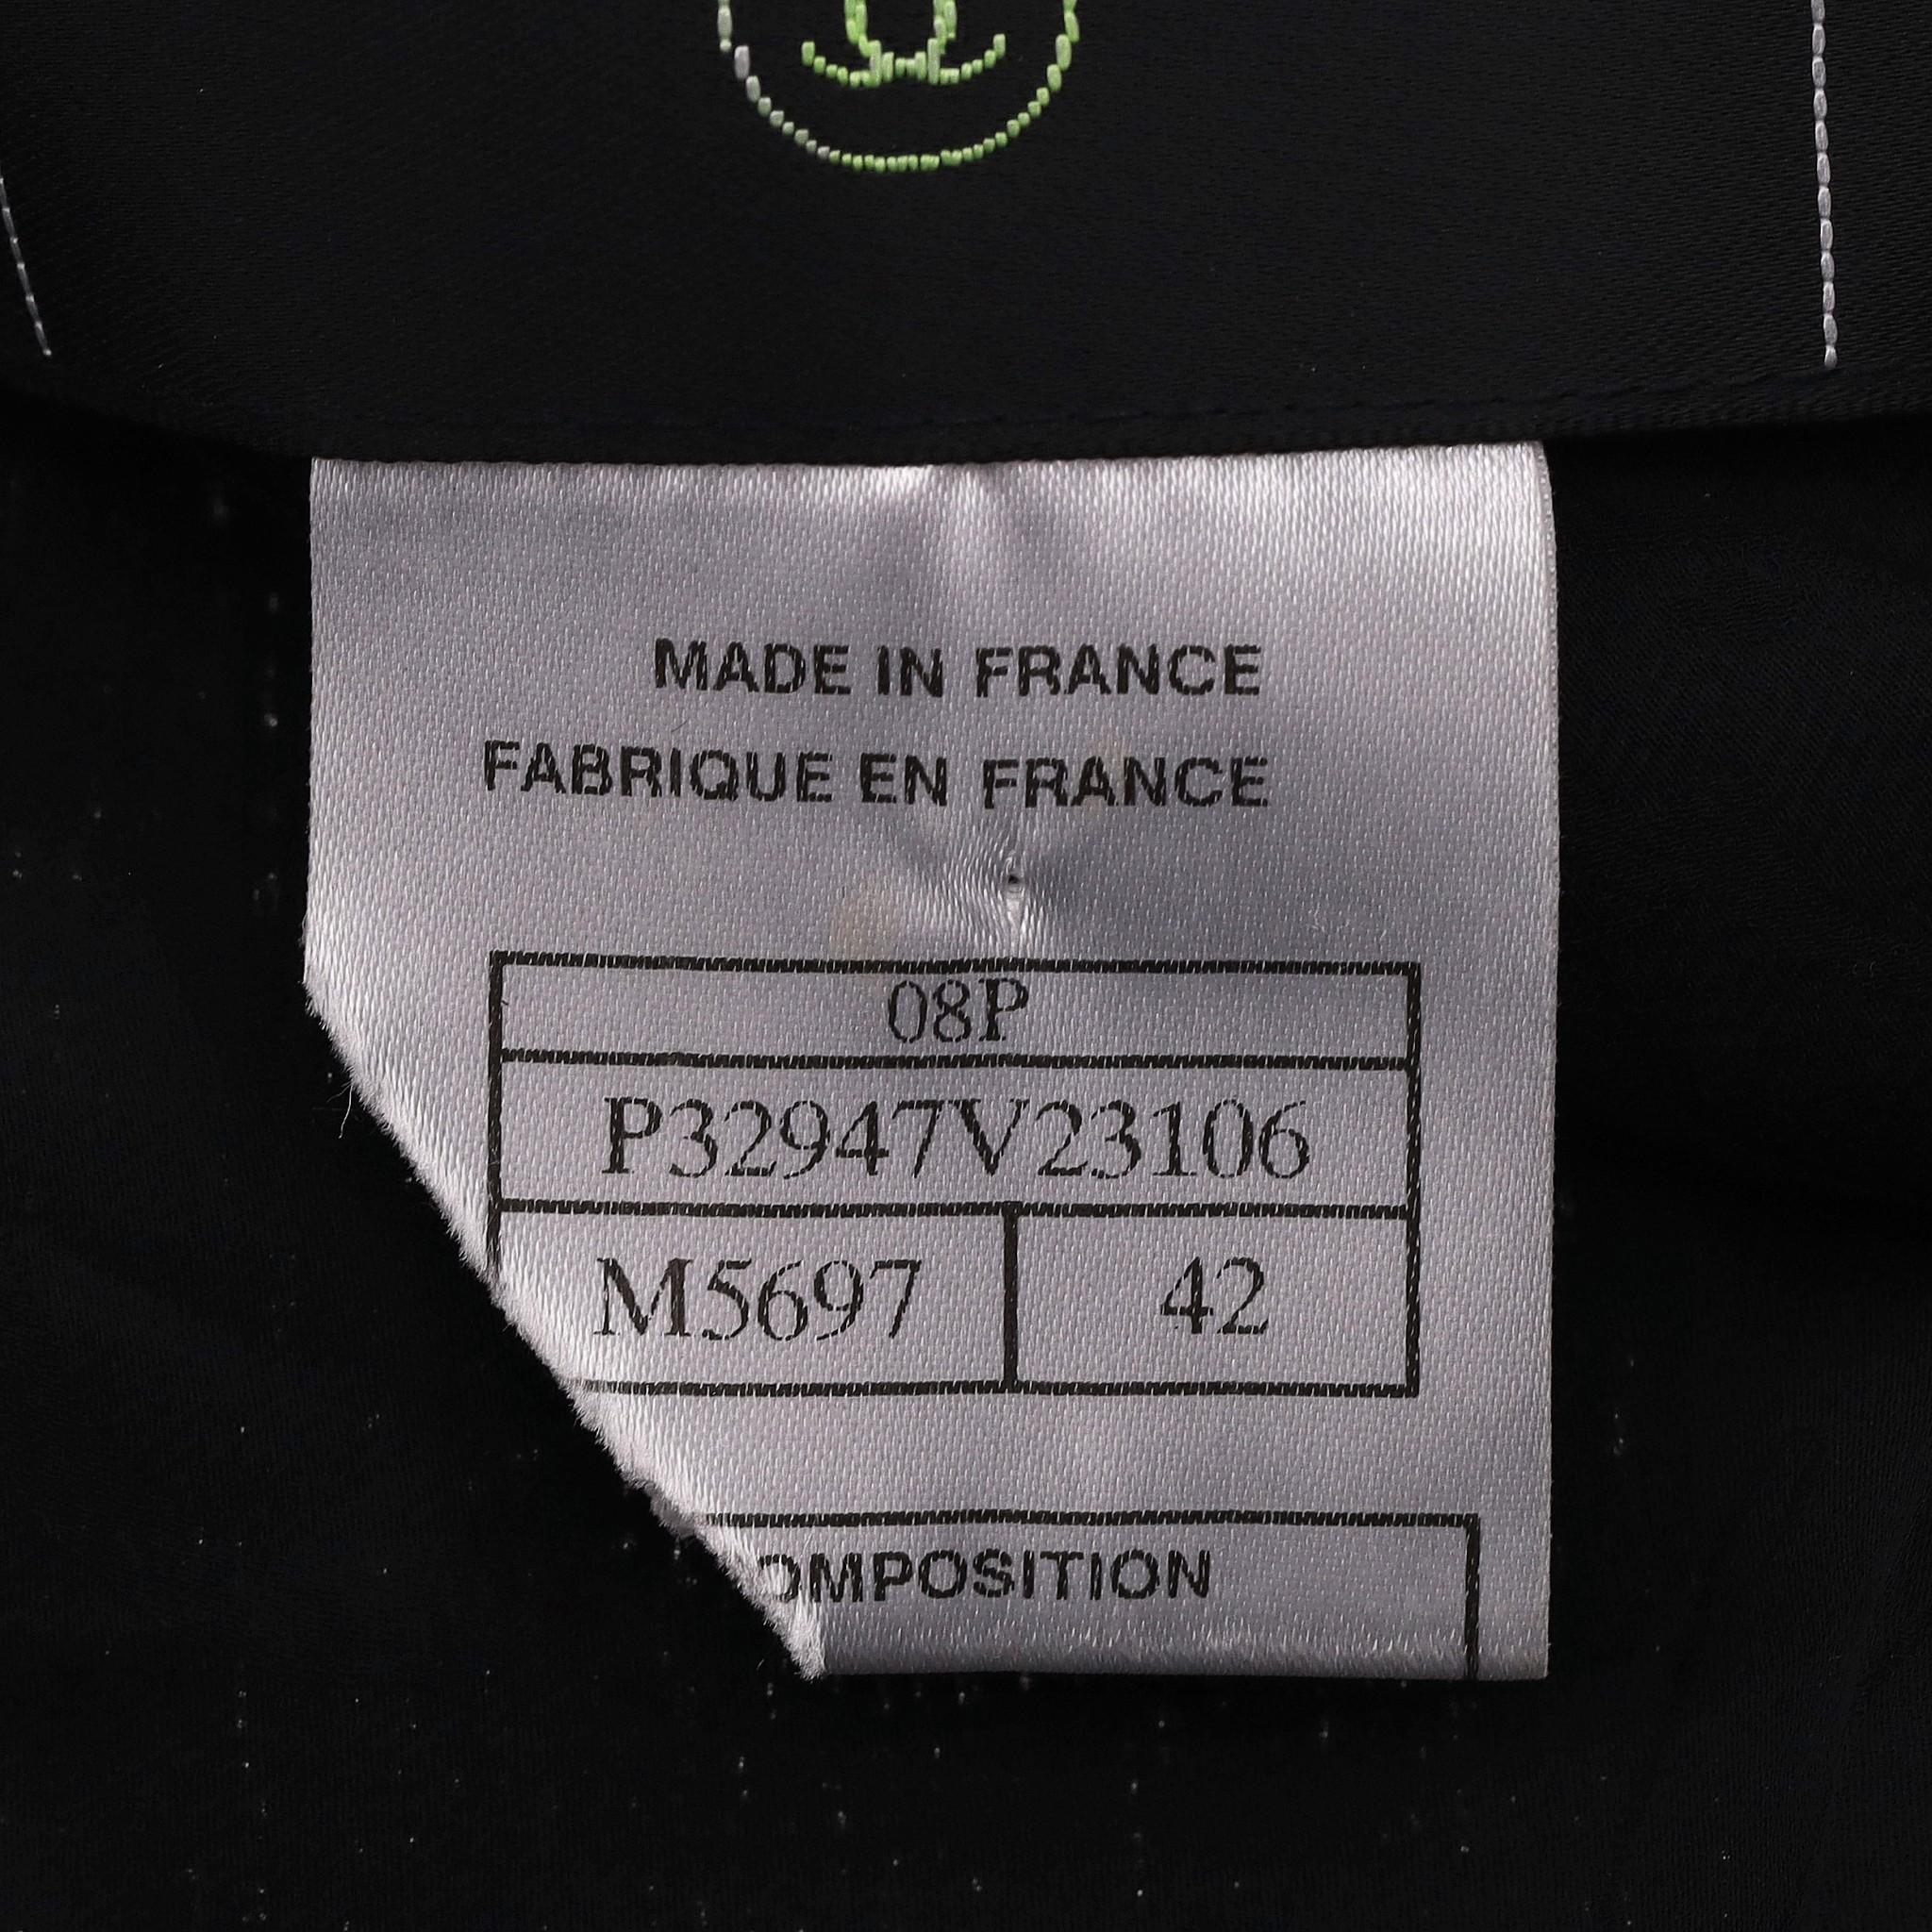 MADE IN FRANCE
FABRIQUE EN FRANCE
08P
P32947V23106
M5697 42
OMPOSITION